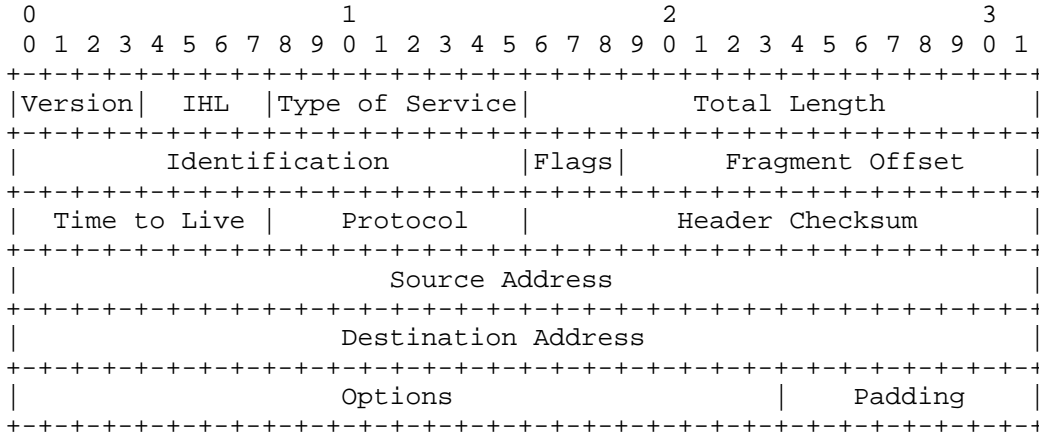 0                   1                   2                   3
 0 1 2 3 4 5 6 7 8 9 0 1 2 3 4 5 6 7 8 9 0 1 2 3 4 5 6 7 8 9 0 1
+-+-+-+-+-+-+-+-+-+-+-+-+-+-+-+-+-+-+-+-+-+-+-+-+-+-+-+-+-+-+-+-+
|Version|  IHL  |Type of Service|          Total Length         |
+-+-+-+-+-+-+-+-+-+-+-+-+-+-+-+-+-+-+-+-+-+-+-+-+-+-+-+-+-+-+-+-+
|         Identification        |Flags|      Fragment Offset    |
+-+-+-+-+-+-+-+-+-+-+-+-+-+-+-+-+-+-+-+-+-+-+-+-+-+-+-+-+-+-+-+-+
|  Time to Live |    Protocol   |         Header Checksum       |
+-+-+-+-+-+-+-+-+-+-+-+-+-+-+-+-+-+-+-+-+-+-+-+-+-+-+-+-+-+-+-+-+
|                       Source Address                          |
+-+-+-+-+-+-+-+-+-+-+-+-+-+-+-+-+-+-+-+-+-+-+-+-+-+-+-+-+-+-+-+-+
|                    Destination Address                        |
+-+-+-+-+-+-+-+-+-+-+-+-+-+-+-+-+-+-+-+-+-+-+-+-+-+-+-+-+-+-+-+-+
|                    Options                    |    Padding    |
+-+-+-+-+-+-+-+-+-+-+-+-+-+-+-+-+-+-+-+-+-+-+-+-+-+-+-+-+-+-+-+-+